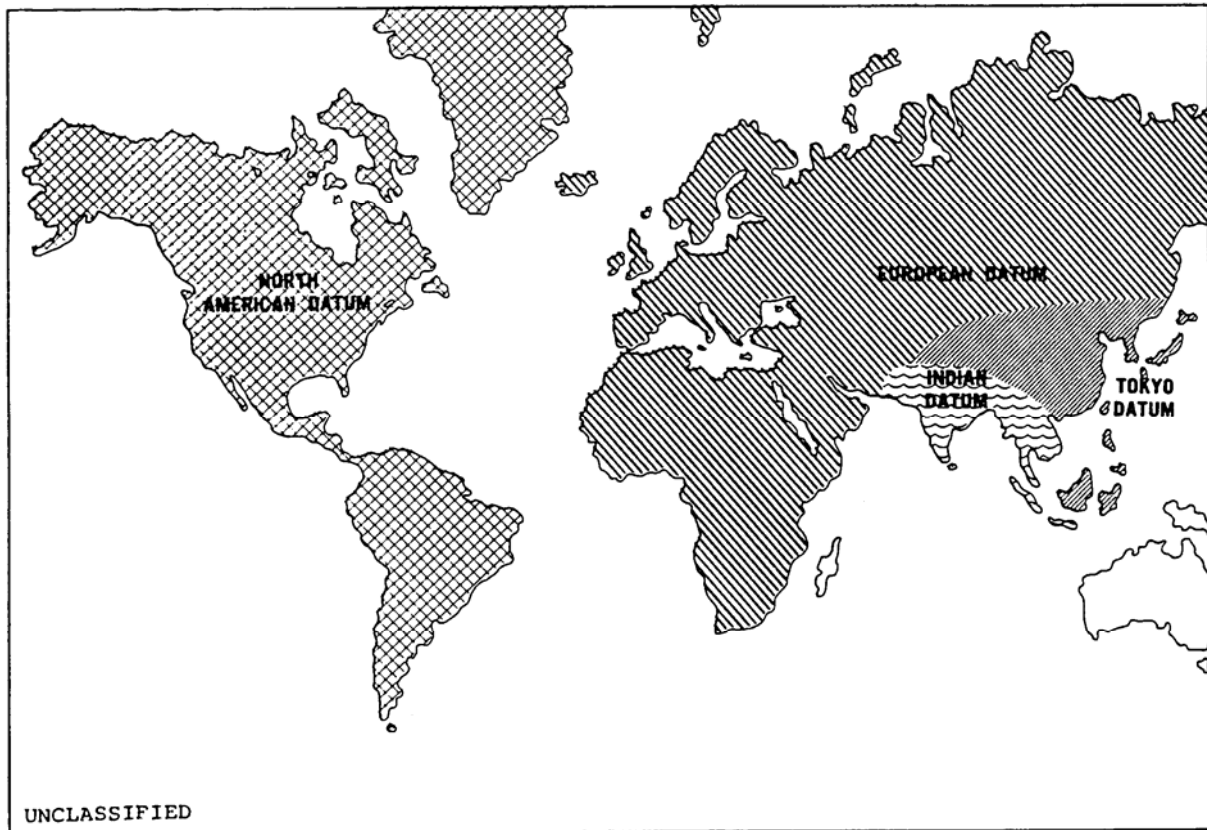 NORTH
AMERICAN DATUM
EUROPEAN DATUM
INDIAN
DATUM
TOKYO
DATUM
UNCLASSIFIED